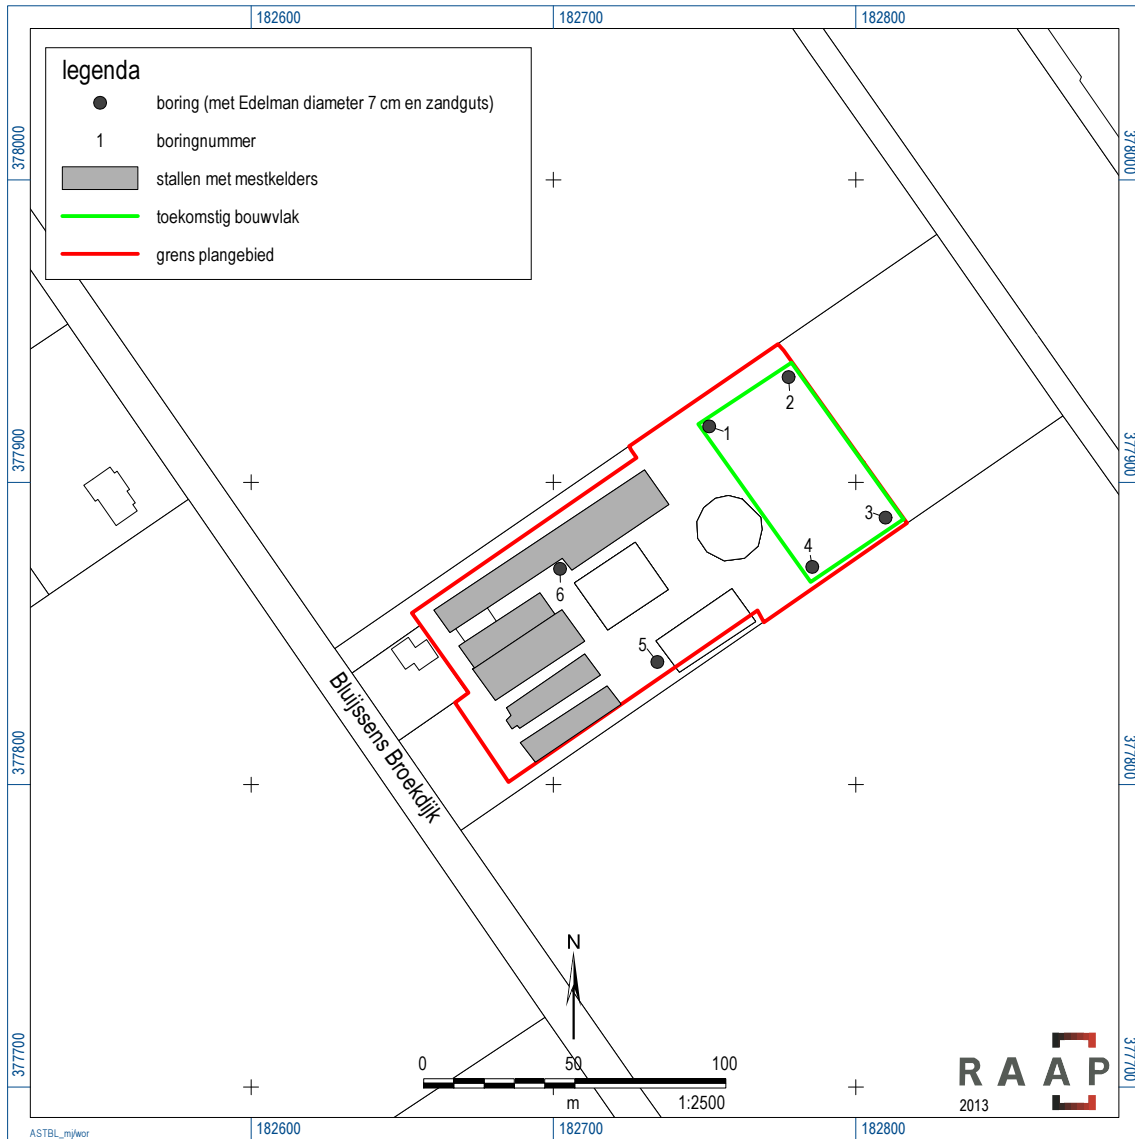 182600
182700
182800
legenda
boring (met Edelman diameter 7 cm en zandguts)
1
boringnummer
stallen met mestkelders
toekomstig bouwvlak
grens plangebied
378000
378000
377900
377900
377800
377800
377700
377700
2
1
3
4
6
5
Bluijssens Broekdijk
N
0
50
100
m
1:2500
RAAP
2013
ASTBL_mj/wor
182600
182700
182800